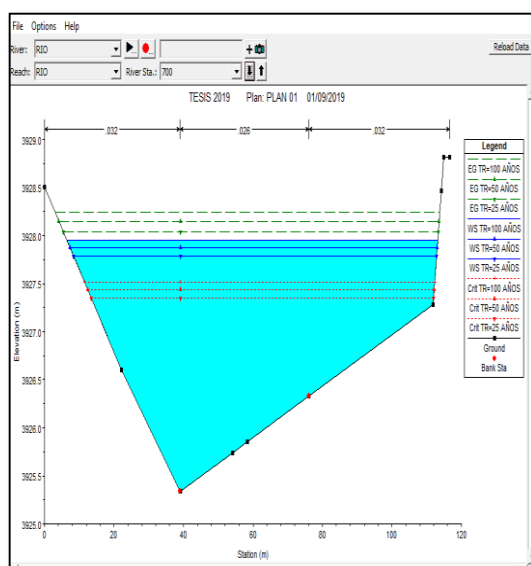 File Options Help
River: RIO
Reload Data
Reach: RIO River Sta.: 700
TESIS 2019 Plan: PLAN 01 01/09/2019
.032 .026 .032
Legend
EG TR=100 AÑOS
EG TR=50 AÑOS
EG TR=25 AÑOS
WS TR=100 AÑOS
WS TR=50 AÑOS
WS TR=25 AÑOS
Crit TR=100 AÑOS
Crit TR=50 AÑOS
Crit TR=25 AÑOS
Ground
Bank Sta
Elevation (m)
3929.0
3928.5
3928.0
3927.5
3927.0
3926.5
3926.0
3925.5
3925.0
0 20 40 60 80 100 120
Station (m)